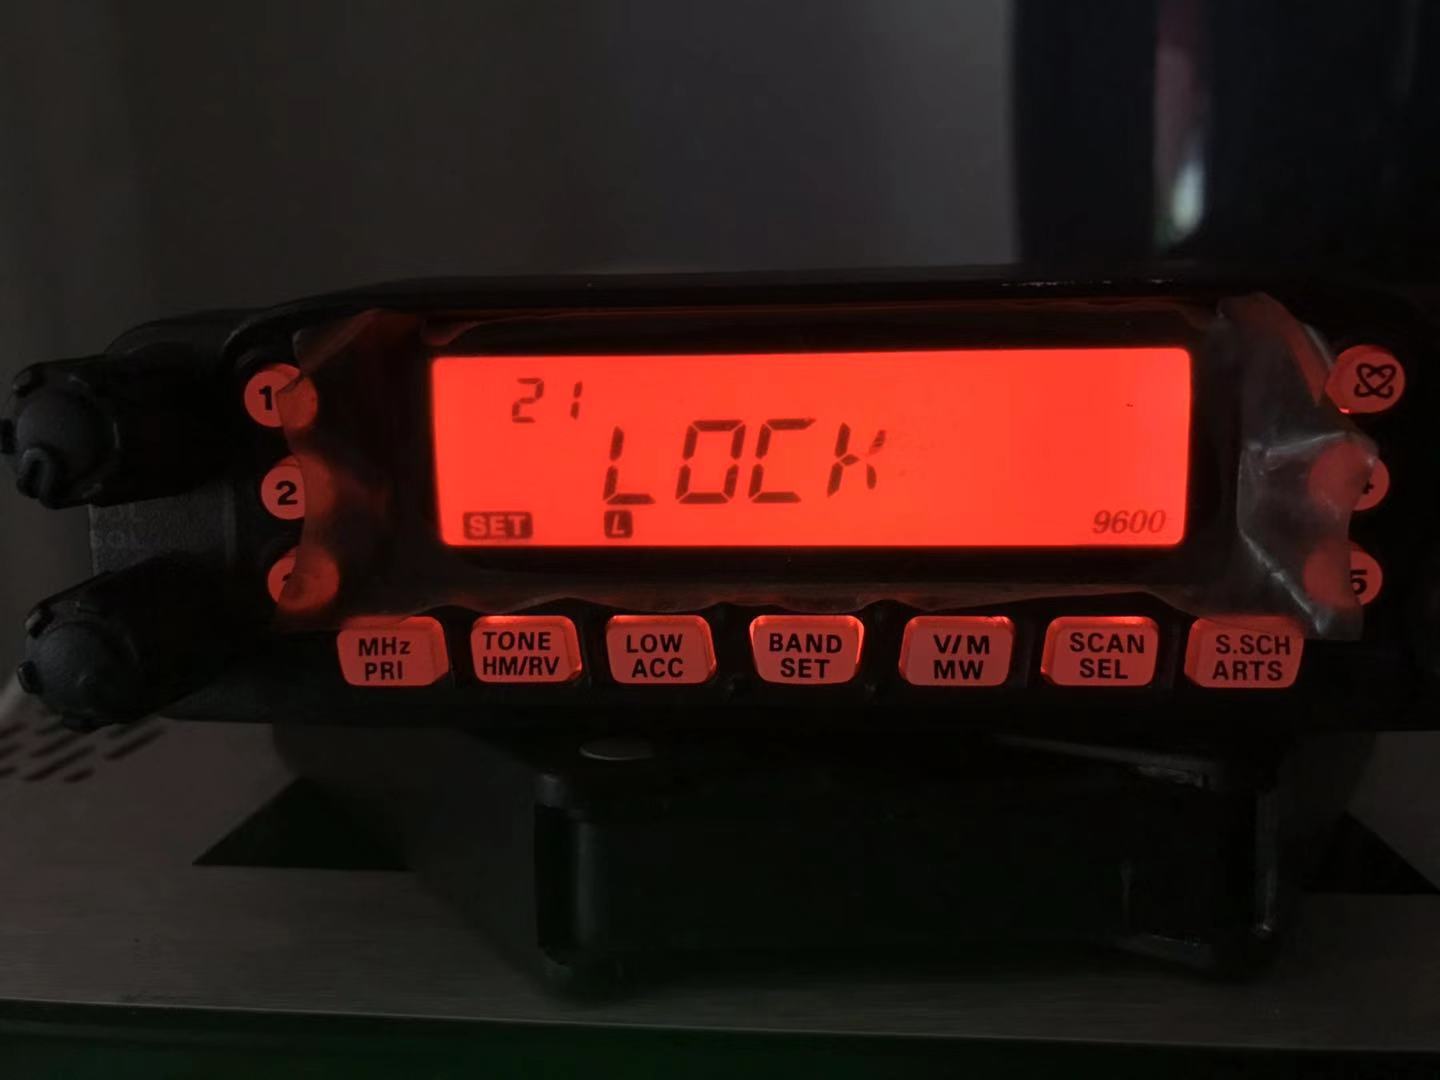 1
2
21
LOCK
SET L 9600
5
MHz
PRI
TONE
HM/RV
LOW
ACC
BAND
SET
V/M
MW
SCAN
SEL
S.SCH
ARTS